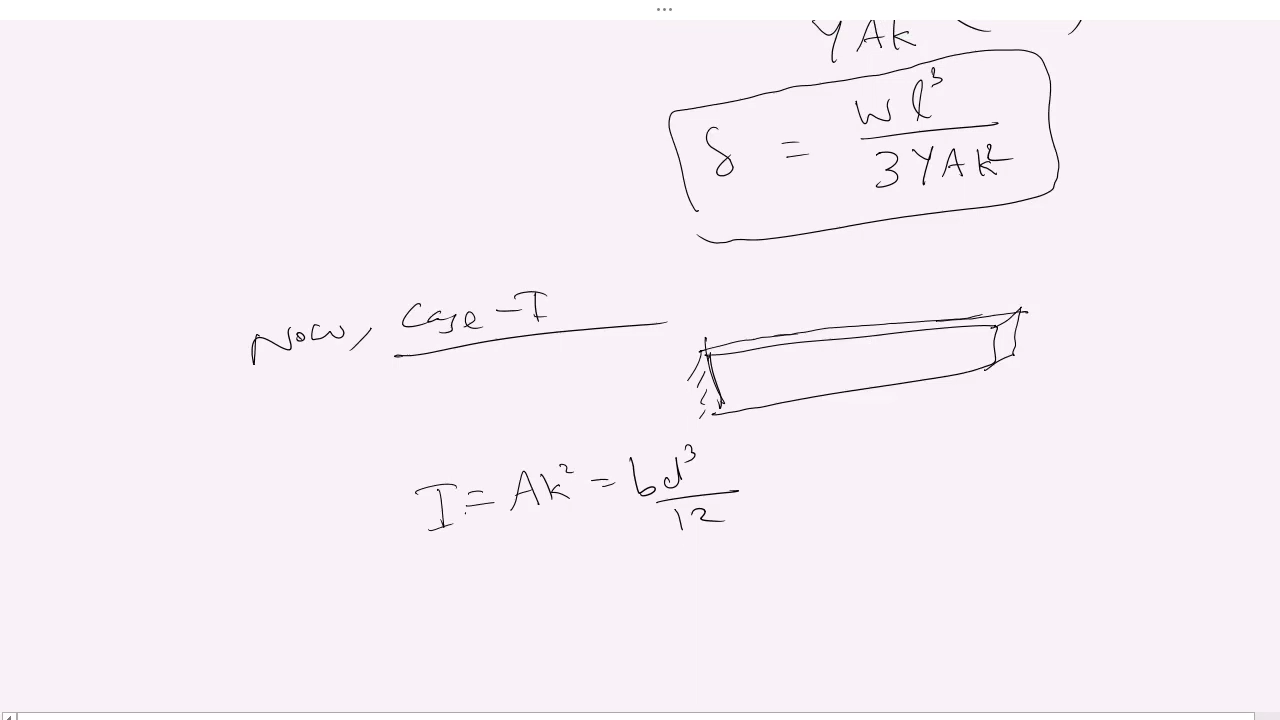 YAK
δ = Wl³ / 3YAk²
Now, Case-I
I = Ak² = bd³ / 12